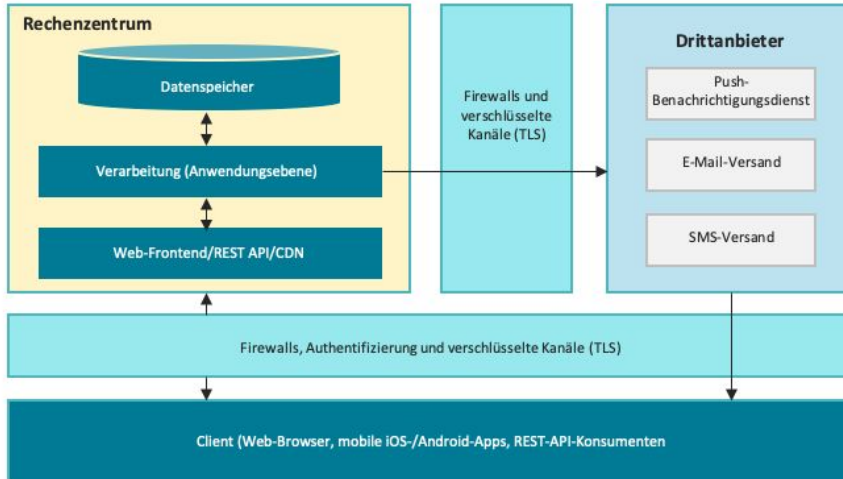 Rechenzentrum
Datenspeicher
Verarbeitung (Anwendungsebene)
Web-Frontend/REST API/CDN
Firewalls und
verschlüsselte
Kanäle (TLS)
Drittanbieter
Push-
Benachrichtigungsdienst
E-Mail-Versand
SMS-Versand
Firewalls, Authentifizierung und verschlüsselte Kanäle (TLS)
Client (Web-Browser, mobile iOS-/Android-Apps, REST-API-Konsumenten